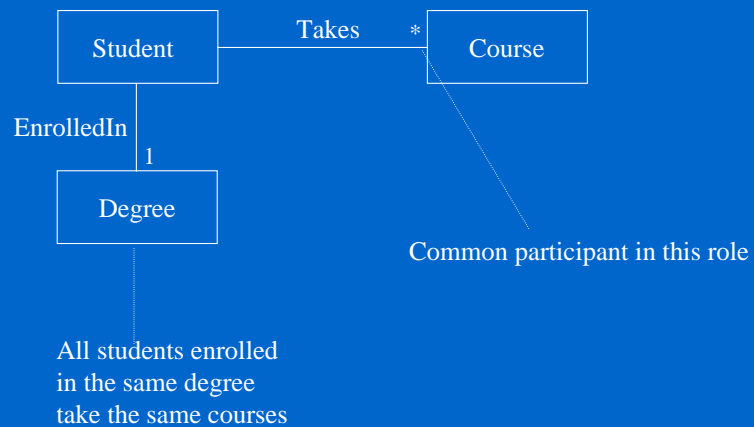 Student
Takes
*
Course
EnrolledIn
1
Degree
Common participant in this role
All students enrolled
in the same degree
take the same courses